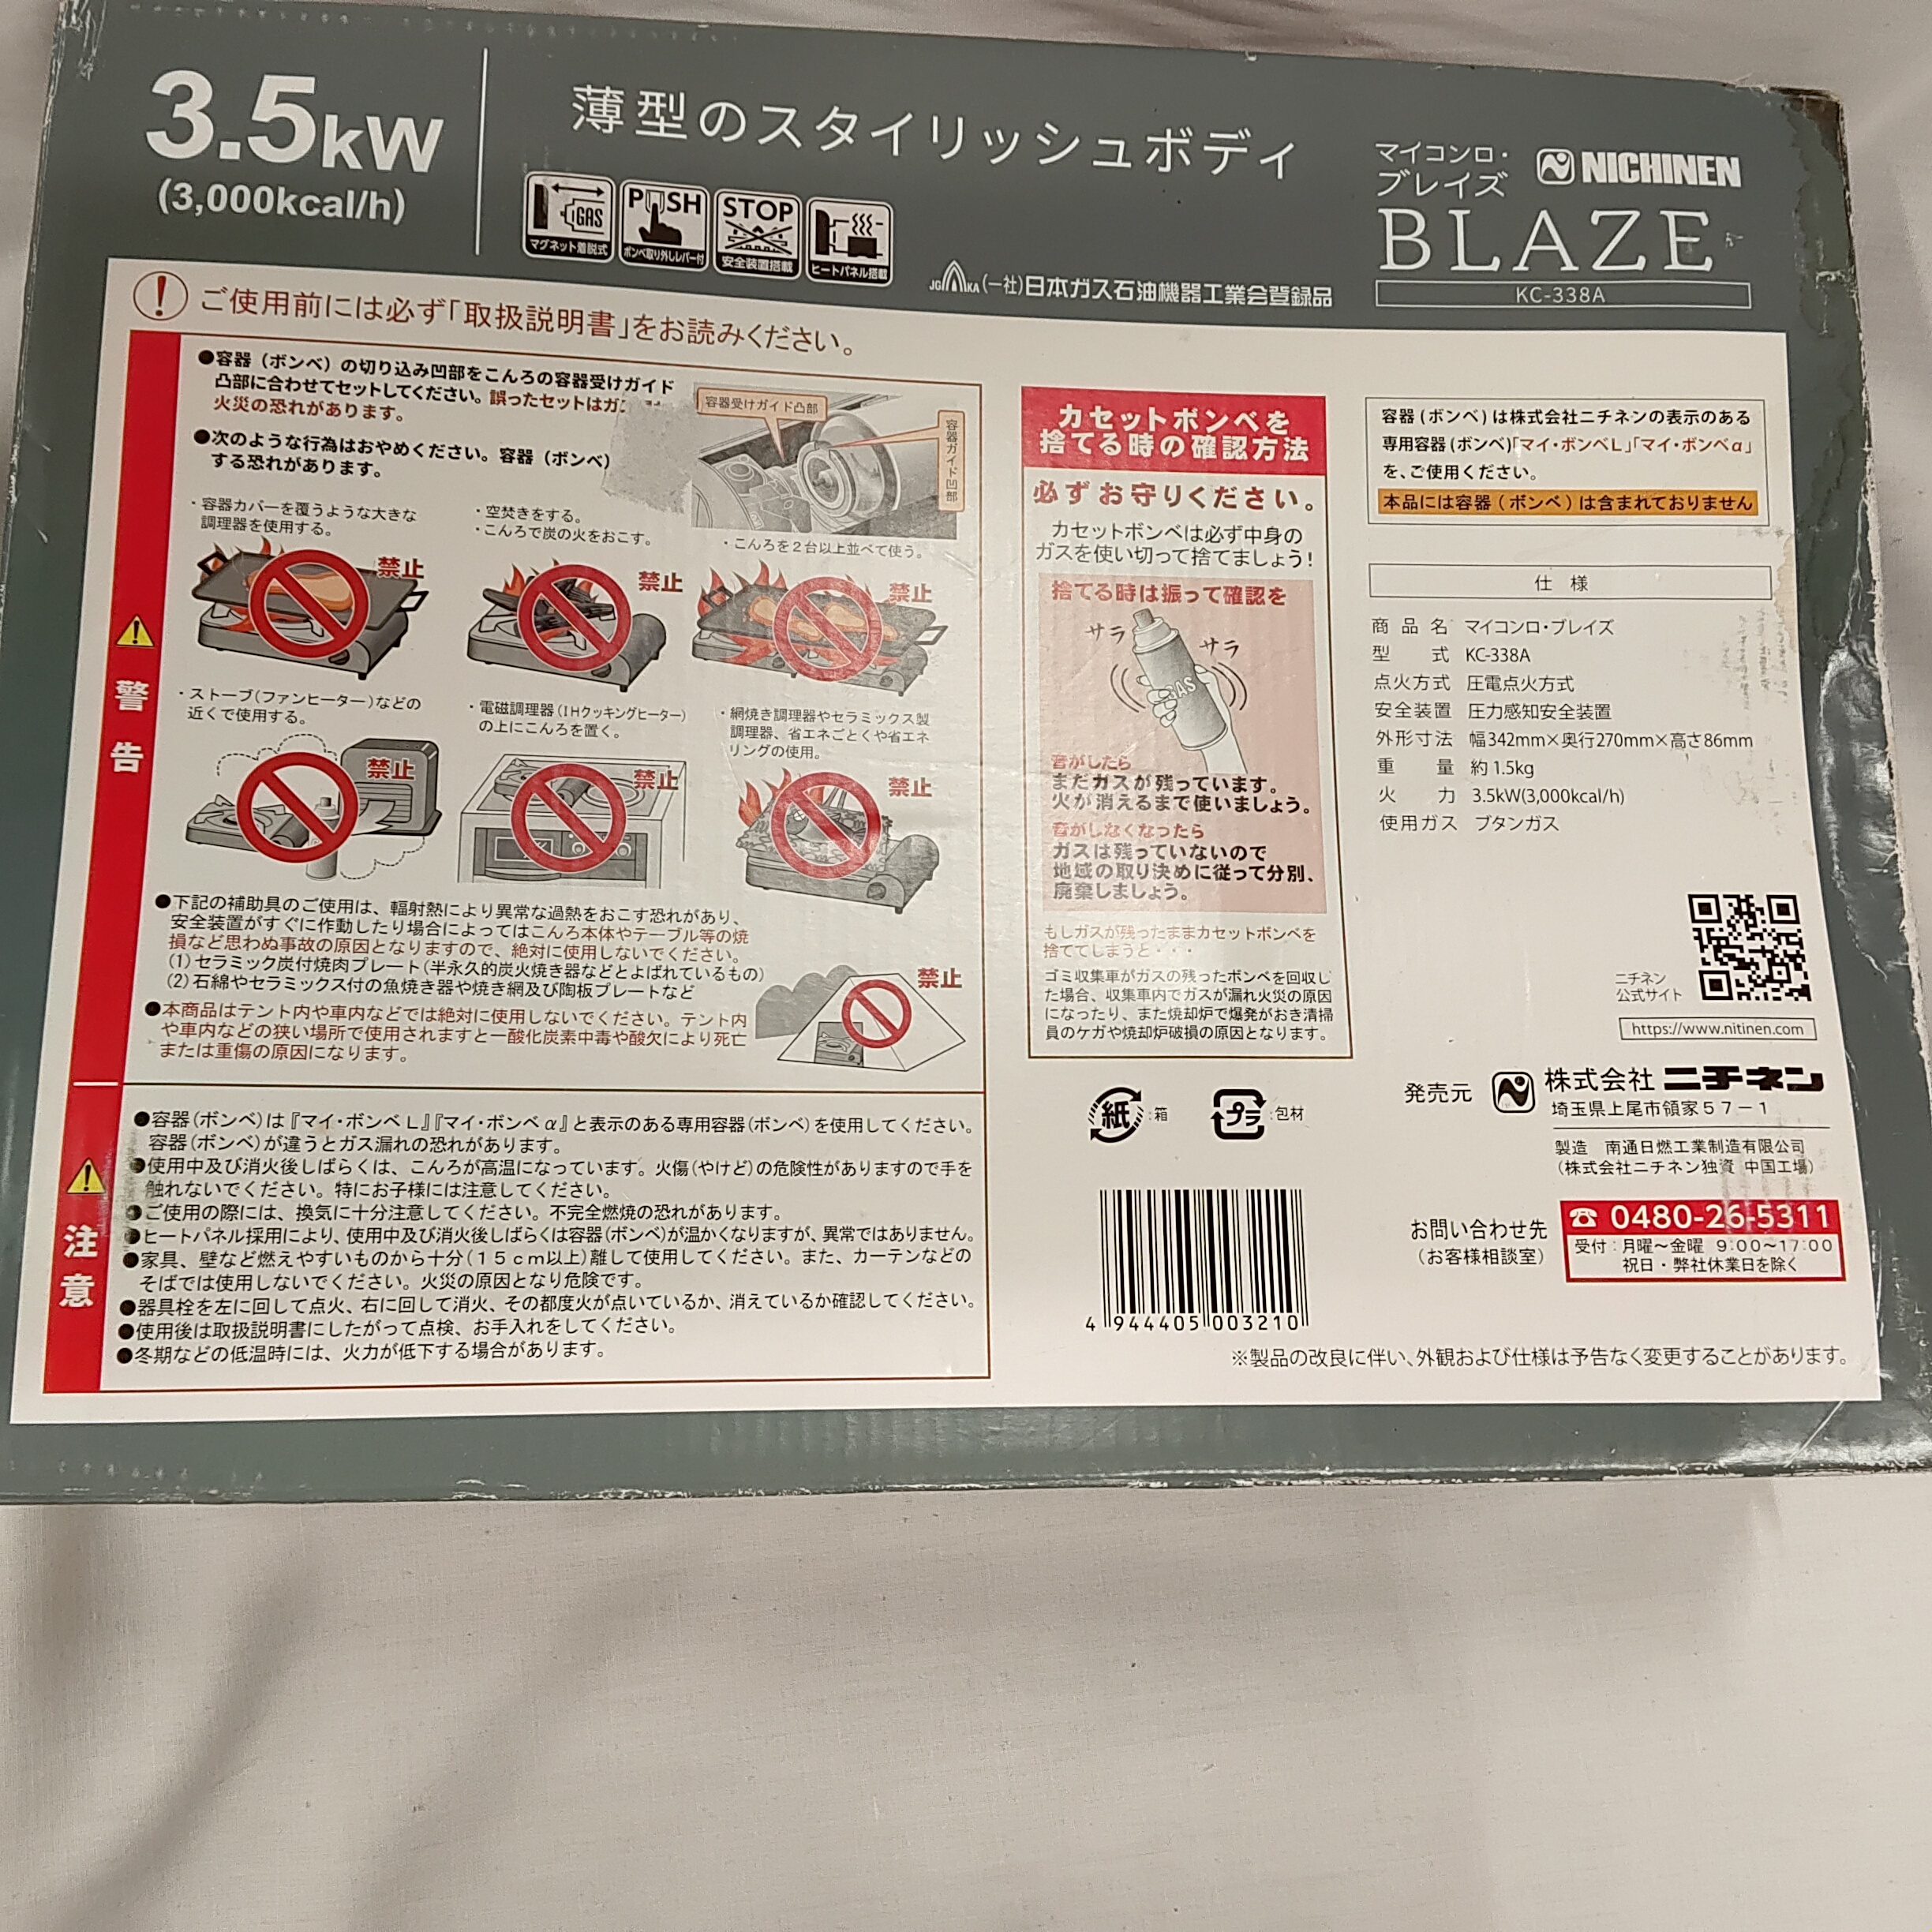 3.5kW
(3,000kcal/h)
薄型のスタイリッシュボディ
GAS
マグネット着脱式
PUSH
ボンベ取り外しレバー付
STOP
安全装置搭載
ヒートパネル搭載
JG KA (一社)日本ガス石油機器工業会登録品
マイコンロ・
ブレイズ
NICHINEN
BLAZE
KC-338A
ご使用前には必ず「取扱説明書」をお読みください。
警告
●容器（ボンベ）の切り込み凹部をこんろの容器受けガイド
凸部に合わせてセットしてください。誤ったセットはガ
火災の恐れがあります。
●次のような行為はおやめください。容器（ボンベ）
する恐れがあります。
容器受けガイド凸部
容器ガイド凹部
・容器カバーを覆うような大きな
調理器を使用する。
禁止
・空焚きをする。
・こんろで炭の火をおこす。
禁止
・こんろを2台以上並べて使う。
禁止
・ストーブ(ファンヒーター)などの
近くで使用する。
禁止
・電磁調理器(IHクッキングヒーター)
の上にこんろを置く。
禁止
・網焼き調理器やセラミックス製
調理器、省エネごとくや省エネ
リングの使用。
禁止
●下記の補助具のご使用は、輻射熱により異常な過熱をおこす恐れがあり、
安全装置がすぐに作動したり場合によってはこんろ本体やテーブル等の焼
損など思わぬ事故の原因となりますので、絶対に使用しないでください。
(1)セラミック炭付焼肉プレート(半永久的炭火焼き器などとよばれているもの)
(2)石綿やセラミックス付の魚焼き器や焼き網及び陶板プレートなど
●本商品はテント内や車内などでは絶対に使用しないでください。テント内
や車内などの狭い場所で使用されますと一酸化炭素中毒や酸欠により死亡
または重傷の原因になります。
禁止
注意
●容器(ボンベ)は『マイ・ボンベL』『マイ・ボンベα』と表示のある専用容器(ボンベ)を使用してください。
容器(ボンベ)が違うとガス漏れの恐れがあります。
●使用中及び消火後しばらくは、こんろが高温になっています。火傷(やけど)の危険性がありますので手を
触れないでください。特にお子様には注意してください。
●ご使用の際には、換気に十分注意してください。不完全燃焼の恐れがあります。
●ヒートパネル採用により、使用中及び消火後しばらくは容器(ボンベ)が温かくなりますが、異常ではありません。
●家具、壁など燃えやすいものから十分(15cm以上)離して使用してください。また、カーテンなどの
そばでは使用しないでください。火災の原因となり危険です。
●器具栓を左に回して点火、右に回して消火、その都度火が点いているか、消えているか確認してください。
●使用後は取扱説明書にしたがって点検、お手入れをしてください。
●冬期などの低温時には、火力が低下する場合があります。
カセットボンベを
捨てる時の確認方法
必ずお守りください。
カセットボンベは必ず中身の
ガスを使い切って捨てましょう!
捨てる時は振って確認を
サラ
サラ
GAS
音がしたら
まだガスが残っています。
火が消えるまで使いましょう。
音がしなくなったら
ガスは残っていないので
地域の取り決めに従って分別、
廃棄しましょう。
もしガスが残ったままカセットボンベを
捨ててしまうと・・・
ゴミ収集車がガスの残ったボンベを回収し
た場合、収集車内でガスが漏れ火災の原因
になったり、また焼却炉で爆発がおき清掃
員のケガや焼却炉破損の原因となります。
紙 :箱
プラ :包材
4 944405 003210
容器(ボンベ)は株式会社ニチネンの表示のある
専用容器(ボンベ)「マイ・ボンベL」「マイ・ボンベα」
を、ご使用ください。
本品には容器(ボンベ)は含まれておりません
仕 様
商品名 マイコンロ・ブレイズ
型式 KC-338A
点火方式 圧電点火方式
安全装置 圧力感知安全装置
外形寸法 幅342mm×奥行270mm×高さ86mm
重量 約1.5kg
火力 3.5kW(3,000kcal/h)
使用ガス ブタンガス
ニチネン
公式サイト
https://www.nitinen.com
発売元 株式会社ニチネン
埼玉県上尾市領家57-1
製造 南通日燃工業制造有限公司
(株式会社ニチネン独資 中国工場)
お問い合わせ先
(お客様相談室)
☎ 0480-26-5311
受付:月曜～金曜 9:00～17:00
祝日・弊社休業日を除く
※製品の改良に伴い、外観および仕様は予告なく変更することがあります。